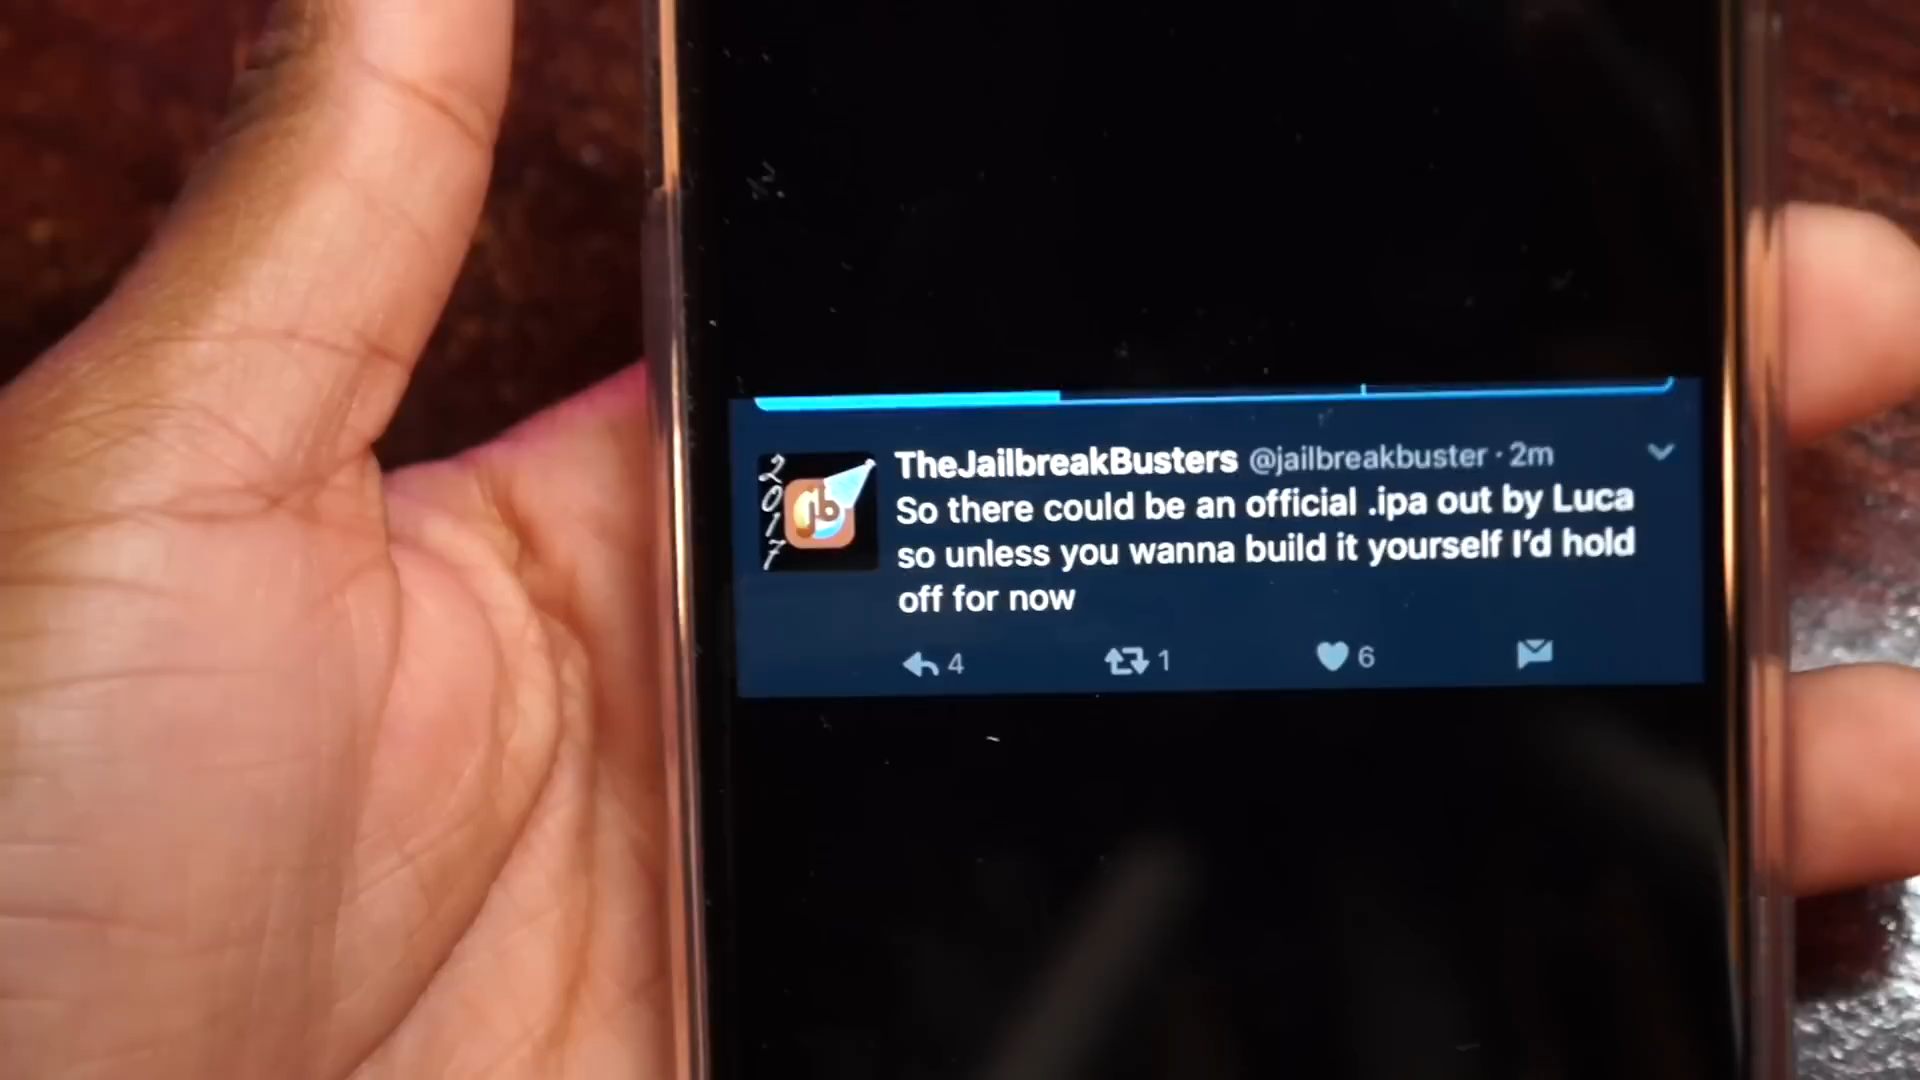 TheJailbreakBusters @jailbreakbuster · 2m
So there could be an official .ipa out by Luca
so unless you wanna build it yourself I'd hold
off for now
4 1 6
2017
jb